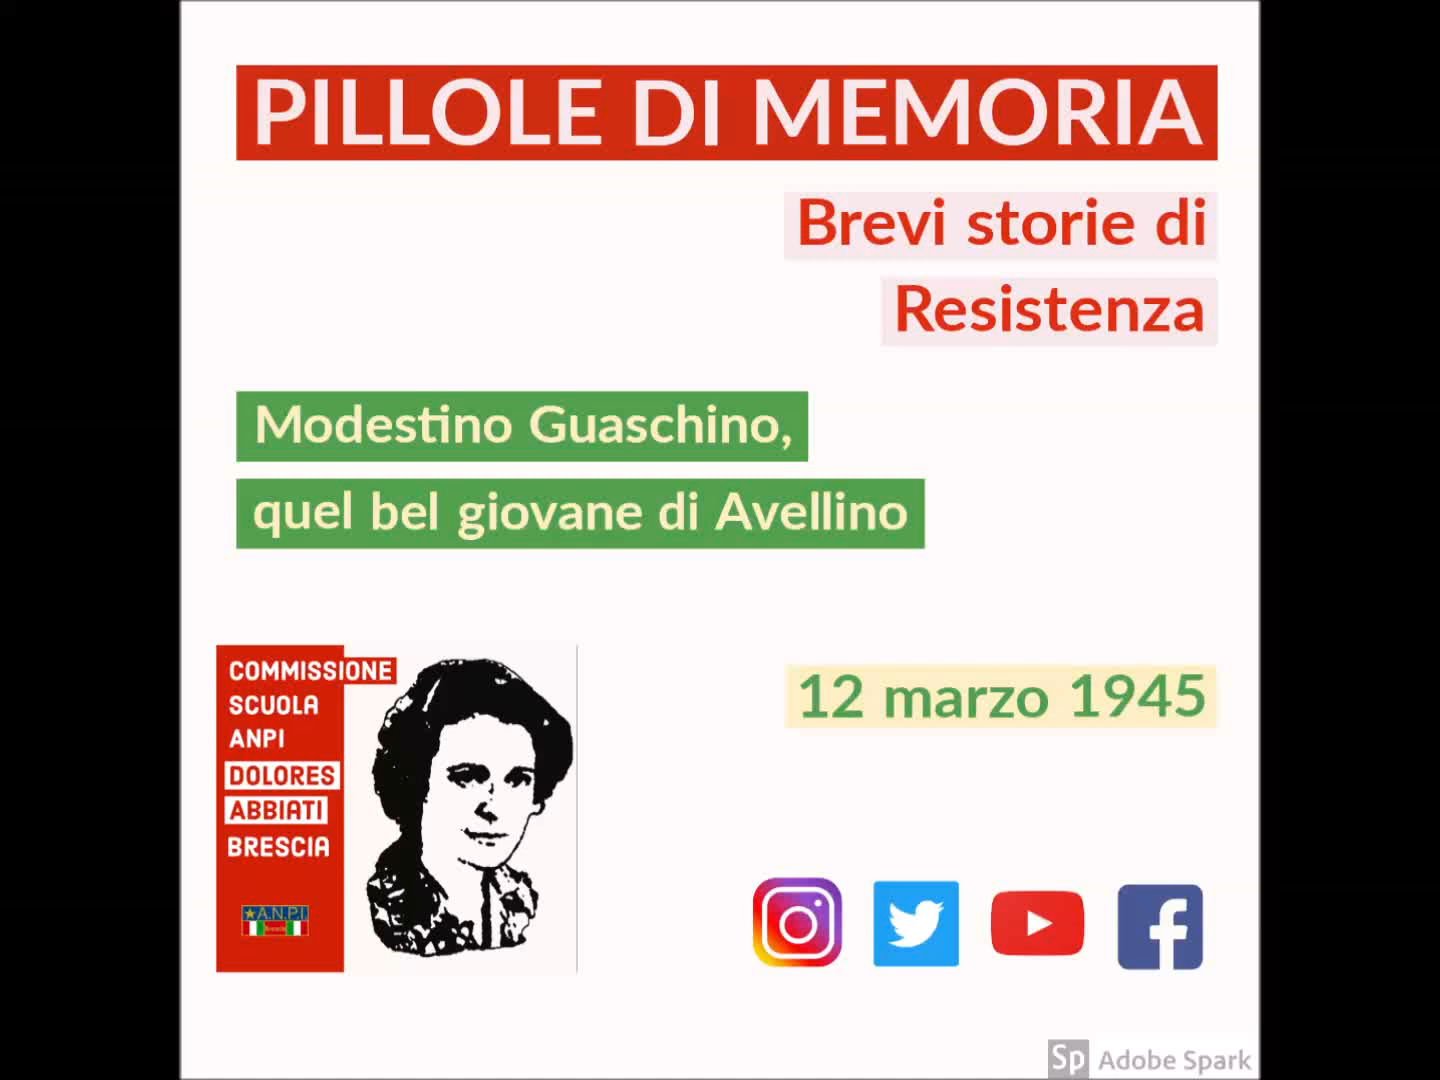 PILLOLE DI MEMORIA
Brevi storie di
Resistenza
Modestino Guaschino,
quel bel giovane di Avellino
COMMISSIONE
SCUOLA
ANPI
DOLORES
ABBIATI
BRESCIA
A.N.P.I.
12 marzo 1945
Sp Adobe Spark